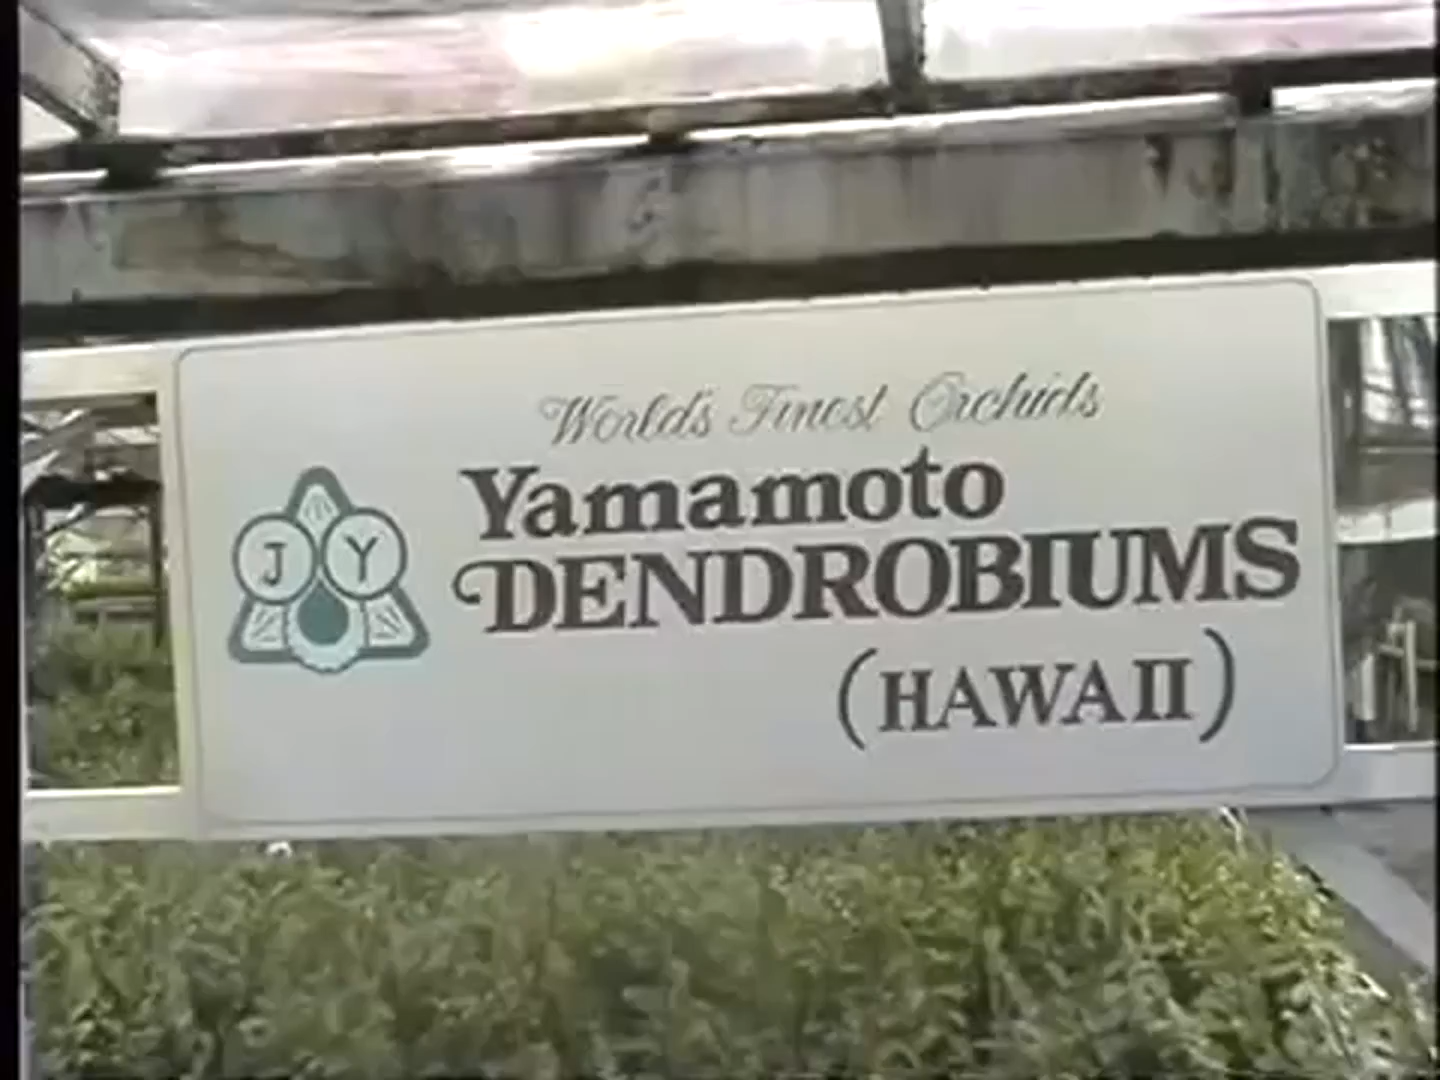 World's Finest Orchids
Yamamoto
DENDROBIUMS
(HAWAII)
J Y